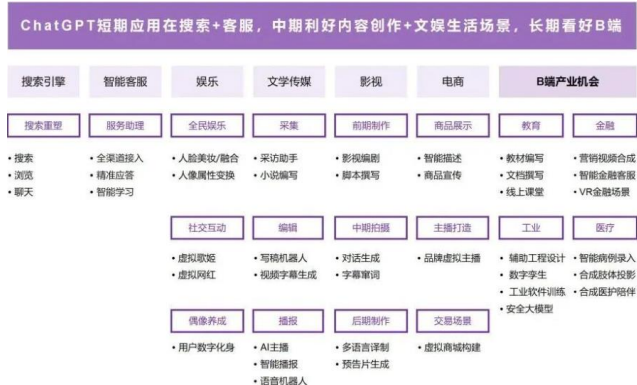 ChatGPT短期应用在搜索+客服，中期利好内容创作+文娱生活场景，长期看好B端
搜索引擎 智能客服 娱乐 文学传媒 影视 电商 B端产业机会
搜索重塑 服务助理 全民娱乐 采集 前期制作 商品展示 教育 金融
• 搜索 • 全渠道接入 • 人脸美妆/融合 • 采访助手 • 影视编剧 • 智能描述 • 教材编写 • 营销视频合成
• 浏览 • 精准应答 • 人像属性变换 • 小说编写 • 脚本撰写 • 商品宣传 • 文档撰写 • 智能金融客服
• 聊天 • 智能学习 • 线上课堂 • VR金融场景
社交互动 编辑 中期拍摄 主播打造 工业 医疗
• 虚拟歌姬 • 写稿机器人 • 对话生成 • 品牌虚拟主播 • 辅助工程设计 • 智能病例录入
• 虚拟网红 • 视频字幕生成 • 字幕窜词 • 数字孪生 • 合成肢体投影
• 工业软件训练 • 合成医护陪伴
• 安全大模型
偶像养成 播报 后期制作 交易场景
• 用户数字化身 • AI主播 • 多语言译制 • 虚拟商城构建
• 智能播报 • 预告片生成
• 语音机器人